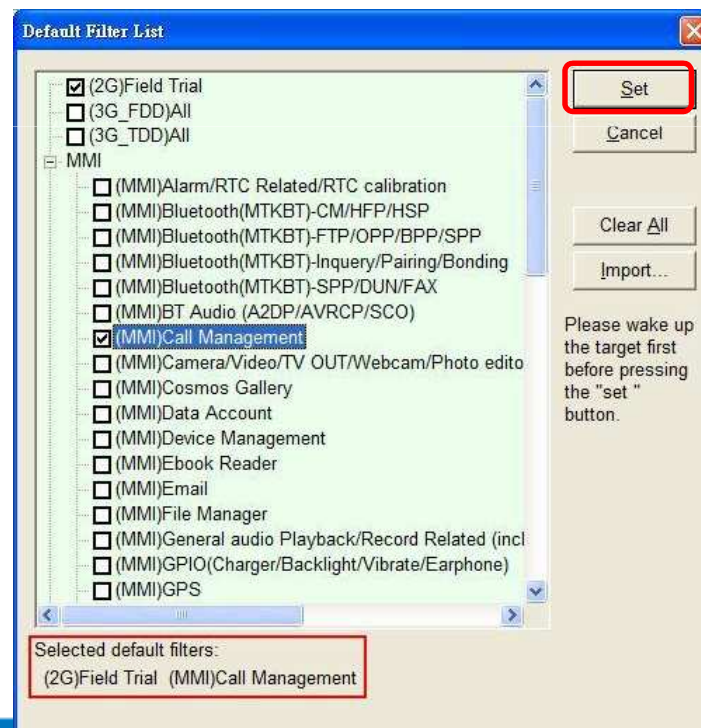 Default Filter List
(2G)Field Trial
(3G_FDD)All
(3G_TDD)All
MMI
(MMI)Alarm/RTC Related/RTC calibration
(MMI)Bluetooth(MTKBT)-CM/HFP/HSP
(MMI)Bluetooth(MTKBT)-FTP/OPP/BPP/SPP
(MMI)Bluetooth(MTKBT)-Inquery/Pairing/Bonding
(MMI)Bluetooth(MTKBT)-SPP/DUN/FAX
(MMI)BT Audio (A2DP/AVRCP/SCO)
(MMI)Call Management
(MMI)Camera/Video/TV OUT/Webcam/Photo edito
(MMI)Cosmos Gallery
(MMI)Data Account
(MMI)Device Management
(MMI)Ebook Reader
(MMI)Email
(MMI)File Manager
(MMI)General audio Playback/Record Related (incl
(MMI)GPIO(Charger/Backlight/Vibrate/Earphone)
(MMI)GPS
Set
Cancel
Clear All
Import...
Please wake up
the target first
before pressing
the "set "
button.
Selected default filters:
(2G)Field Trial (MMI)Call Management